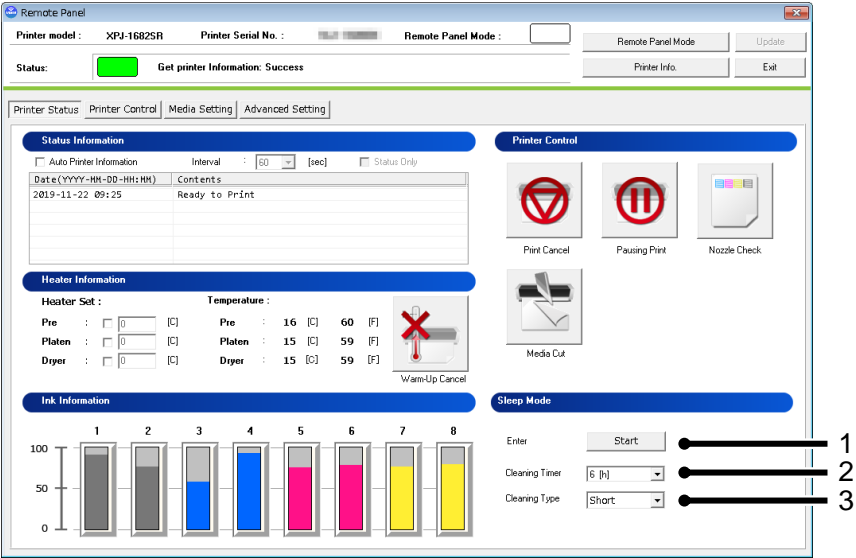 Remote Panel
Printer model : XPJ-1682SR Printer Serial No. : Remote Panel Mode :
Remote Panel Mode Update
Status: Get printer Information: Success
Printer Info. Exit
Printer Status Printer Control Media Setting Advanced Setting
Status Information
Auto Printer Information Interval : 60 [sec] Status Only
Date(YYYY-MM-DD-HH:MM) Contents
2019-11-22 09:25 Ready to Print
Printer Control
Print Cancel Pausing Print Nozzle Check
Media Cut
Heater Information
Heater Set : Temperature :
Pre : 0 [C] Pre : 16 [C] 60 [F]
Platen : 0 [C] Platen : 15 [C] 59 [F]
Dryer : 0 [C] Dryer : 15 [C] 59 [F]
Warm-Up Cancel
Ink Information
1 2 3 4 5 6 7 8
100
50
0
Sleep Mode
Enter Start 1
Cleaning Timer 6 [h] 2
Cleaning Type Short 3